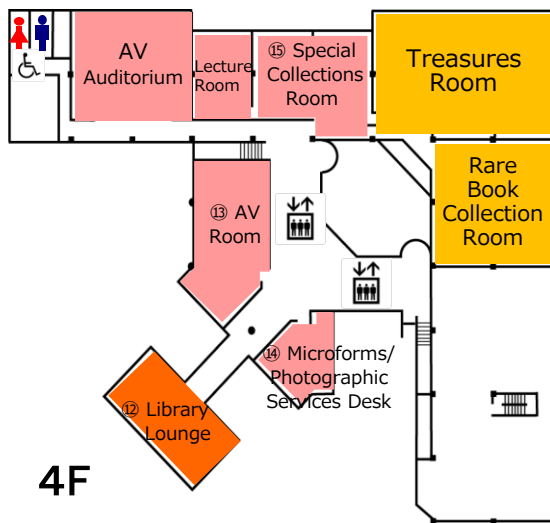 AV
Auditorium
Lecture
Room
⑮ Special
Collections
Room
Treasures
Room
Rare
Book
Collection
Room
⑬ AV
Room
⑭ Microforms/
Photographic
Services Desk
⑫ Library
Lounge
4F